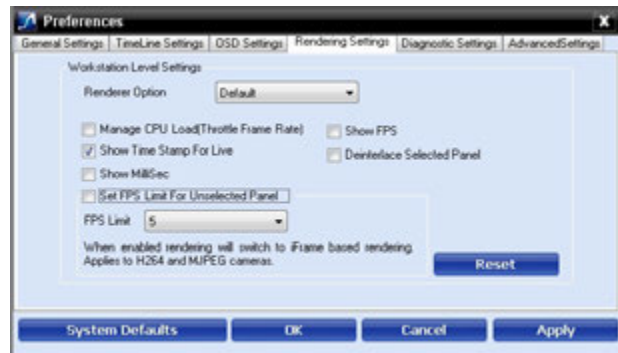 Preferences
X
General Settings TimeLine Settings OSD Settings Rendering Settings Diagnostic Settings AdvancedSettings
Workstation Level Settings
Renderer Option Default
Manage CPU Load(Throttle Frame Rate) Show FPS
Show Time Stamp For Live Deinterlace Selected Panel
Show MilliSec
Set FPS Limit For Unselected Panel
FPS Limit 5
When enabled rendering will switch to iFrame based rendering.
Applies to H264 and MJPEG cameras.
Reset
System Defaults OK Cancel Apply